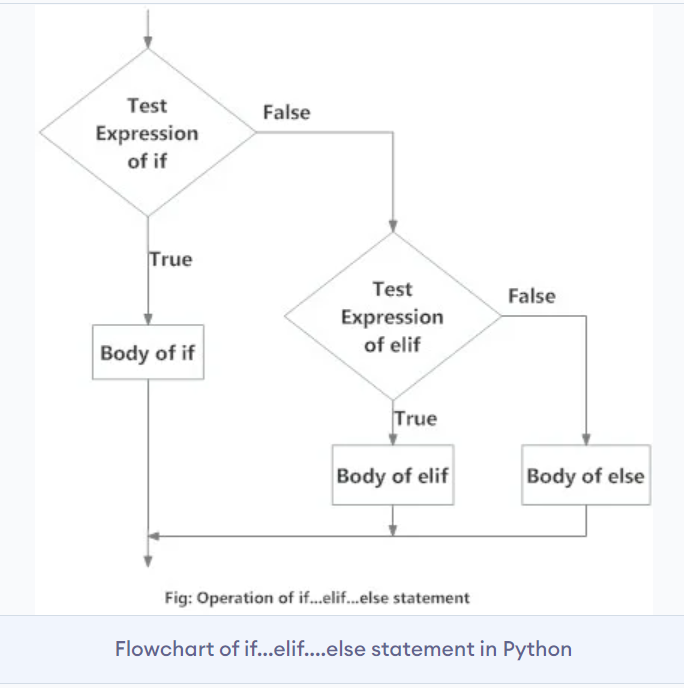 Test
Expression
of if
False
True
Body of if
Test
Expression
of elif
False
True
Body of elif
Body of else
Fig: Operation of if...elif...else statement
Flowchart of if...elif....else statement in Python